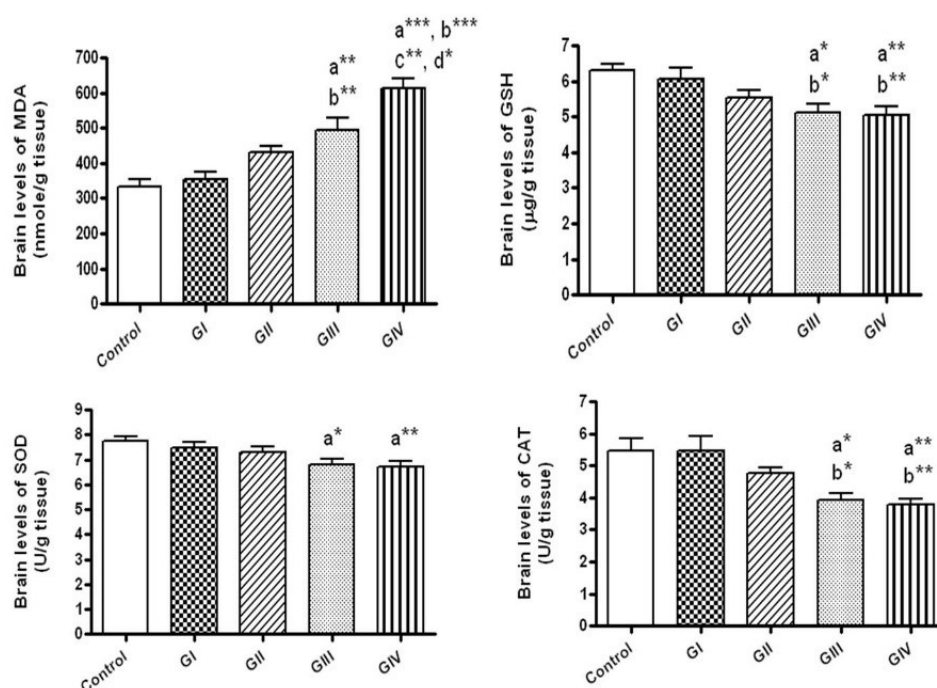 Brain levels of MDA
(nmole/g tissue)
a***, b***
c**, d*
a**
b**
700
600
500
400
300
200
100
0
Control
GI
GII
GIII
GIV
Brain levels of GSH
(µg/g tissue)
a*
b*
a**
b**
7
6
5
4
3
2
1
0
Control
GI
GII
GIII
GIV
Brain levels of SOD
(U/g tissue)
a*
a**
9
8
7
6
5
4
3
2
1
0
Control
GI
GII
GIII
GIV
Brain levels of CAT
(U/g tissue)
a*
b*
a**
b**
7
6
5
4
3
2
1
0
Control
GI
GII
GIII
GIV